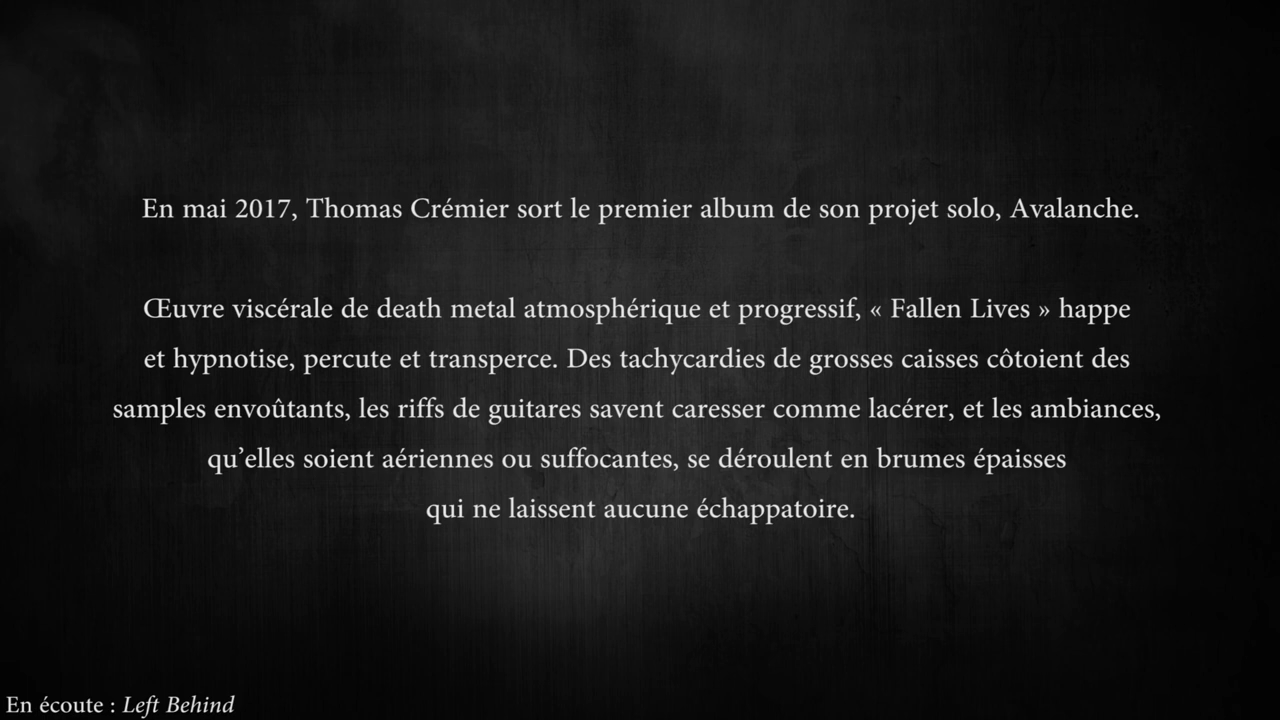 En mai 2017, Thomas Crémier sort le premier album de son projet solo, Avalanche.
Œuvre viscérale de death metal atmosphérique et progressif, « Fallen Lives » happe
et hypnotise, percute et transperce. Des tachycardies de grosses caisses côtoient des
samples envoûtants, les riffs de guitares savent caresser comme lacérer, et les ambiances,
qu’elles soient aériennes ou suffocantes, se déroulent en brumes épaisses
qui ne laissent aucune échappatoire.
En écoute : Left Behind